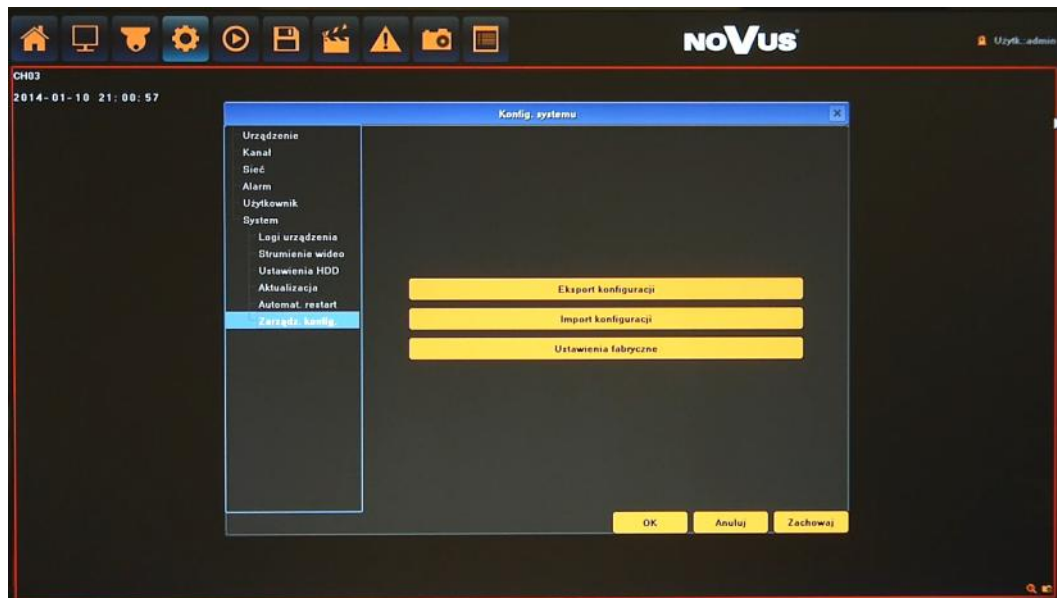 NOVUS
Użytk.:admin
CH03
2014-01-10 21:00:57
Konfig. systemu
Urządzenie
Kanał
Sieć
Alarm
Użytkownik
System
Logi urządzenia
Strumienie wideo
Ustawienia HDD
Aktualizacja
Automat. restart
Zarządz. konfig.
Eksport konfiguracji
Import konfiguracji
Ustawienia fabryczne
OK
Anuluj
Zachowaj